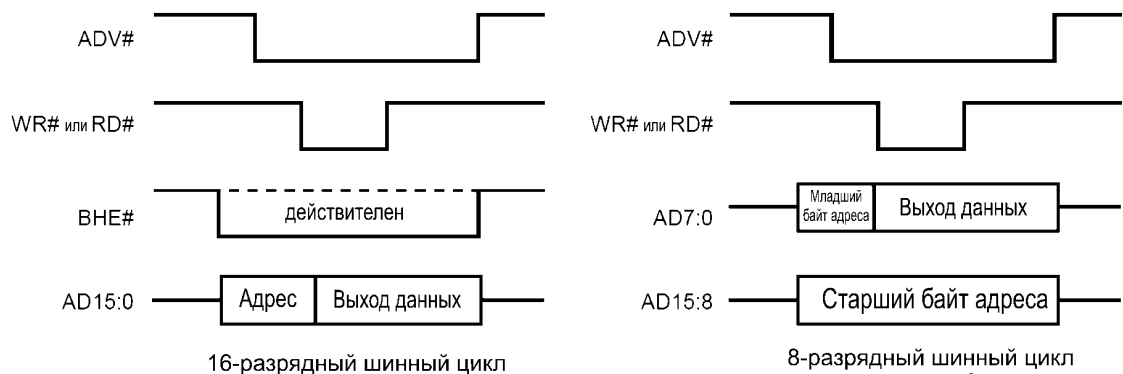 ADV#
WR# или RD#
BHE#
действителен
AD15:0
Адрес
Выход данных
16-разрядный шинный цикл
ADV#
WR# или RD#
AD7:0
Младший
байт адреса
Выход данных
AD15:8
Старший байт адреса
8-разрядный шинный цикл